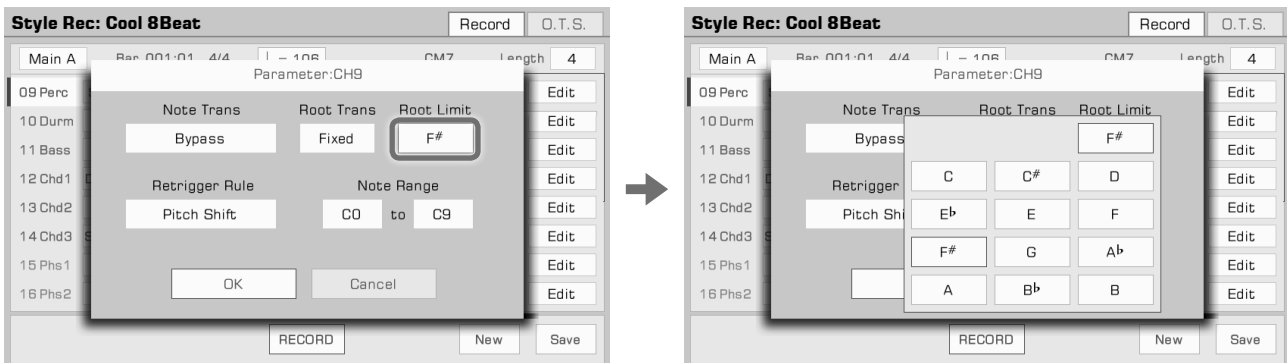 Style Rec: Cool 8Beat Record O.T.S.
Main A Bar 001:01 4/4 = 106 CM7 Length 4
Parameter:CH9
09 Perc Edit
Note Trans Root Trans Root Limit
10 Durm Edit
Bypass Fixed F#
11 Bass Edit
12 Chd1 Edit
Retrigger Rule Note Range
13 Chd2 Edit
Pitch Shift C0 to C9
14 Chd3 Edit
15 Phs1 Edit
OK Cancel
16 Phs2 Edit
RECORD New Save
Style Rec: Cool 8Beat Record O.T.S.
Main A Bar 001:01 4/4 = 106 CM7 Length 4
Parameter:CH9
09 Perc Edit
Note Trans Root Trans Root Limit
10 Durm Edit
Bypass F#
11 Bass Edit
12 Chd1 C C# D Edit
Retrigger
13 Chd2 Edit
Pitch Shi E♭ E F
14 Chd3 Edit
F# G A♭
15 Phs1 Edit
16 Phs2 A B♭ B Edit
RECORD New Save